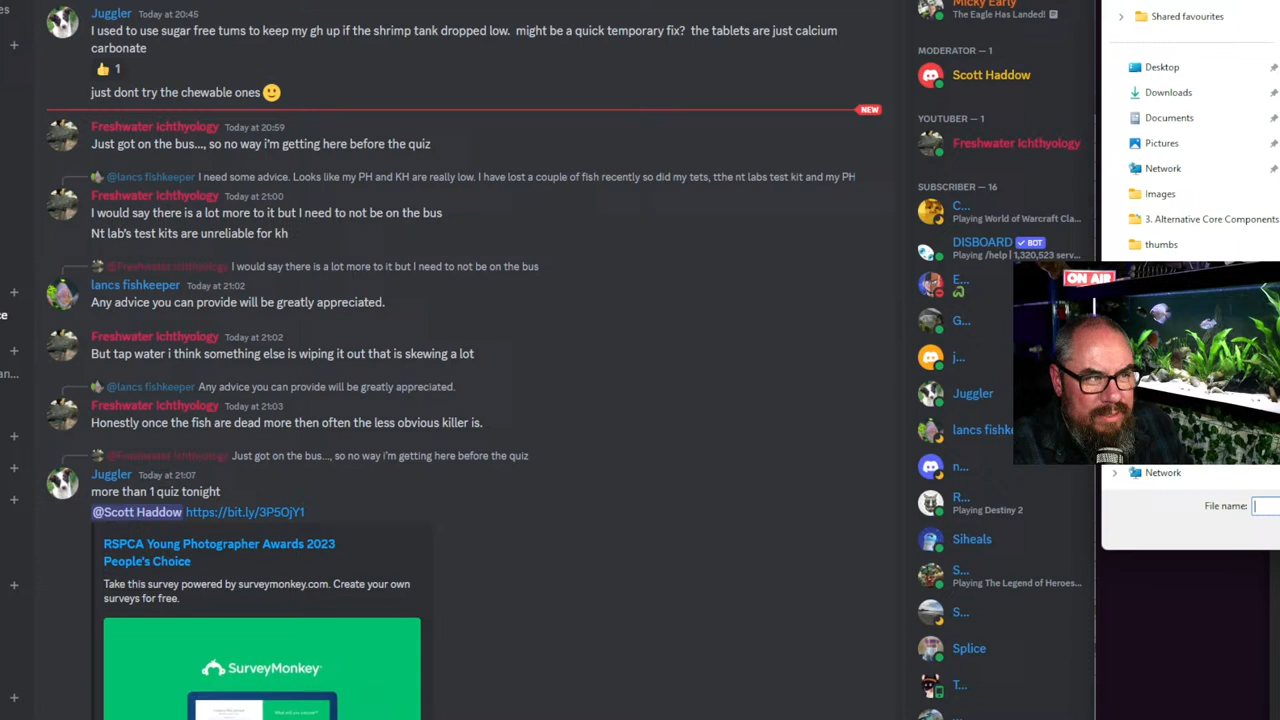 es
Juggler Today at 20:45
I used to use sugar free tums to keep my gh up if the shrimp tank dropped low. might be a quick temporary fix? the tablets are just calcium
carbonate
👍 1
just dont try the chewable ones 🙂
NEW
Freshwater Ichthyology Today at 20:59
Just got on the bus..., so no way i'm getting here before the quiz
@lancs fishkeeper I need some advice. Looks like my PH and KH are really low. I have lost a couple of fish recently so did my tets, tthe nt labs test kit and my PH
Freshwater Ichthyology Today at 21:00
I would say there is a lot more to it but I need to not be on the bus
Nt lab's test kits are unreliable for kh
@Freshwater Ichthyology I would say there is a lot more to it but I need to not be on the bus
lancs fishkeeper Today at 21:02
Any advice you can provide will be greatly appreciated.
ce
Freshwater Ichthyology Today at 21:02
But tap water i think something else is wiping it out that is skewing a lot
an...
@lancs fishkeeper Any advice you can provide will be greatly appreciated.
Freshwater Ichthyology Today at 21:03
Honestly once the fish are dead more then often the less obvious killer is.
@Freshwater Ichthyology Just got on the bus..., so no way i'm getting here before the quiz
Juggler Today at 21:07
more than 1 quiz tonight
@Scott Haddow https://bit.ly/3P5OjY1
RSPCA Young Photographer Awards 2023
People's Choice
Take this survey powered by surveymonkey.com. Create your own
surveys for free.
SurveyMonkey
Micky Early
The Eagle Has Landed!
MODERATOR — 1
Scott Haddow
YOUTUBER — 1
Freshwater Ichthyology
SUBSCRIBER — 16
C...
Playing World of Warcraft Cla...
DISBOARD ✓ BOT
Playing /help | 1,320,523 serv...
E...
G...
j...
Juggler
lancs fishk
n...
R...
Playing Destiny 2
Siheals
S...
Playing The Legend of Heroes...
S...
Splice
T...
Shared favourites
Desktop
Downloads
Documents
Pictures
Network
Images
3. Alternative Core Components
thumbs
ON AIR
Network
File name: